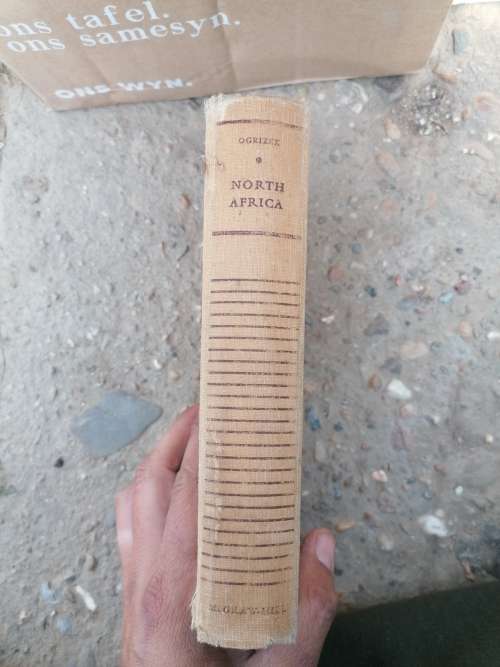 ons tafel.
ons samesyn.
ONS WYN.
OGRIZEK
NORTH
AFRICA
McGRAW-HILL